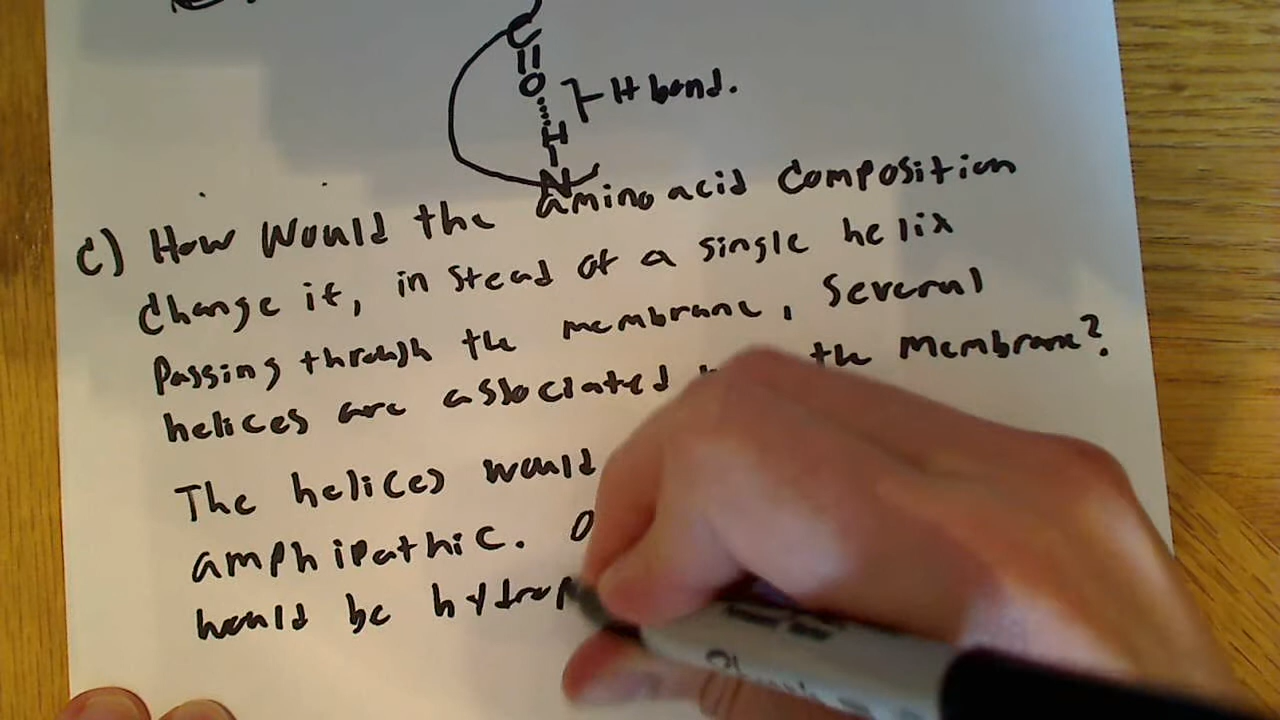 C
O
H bond.
H
N
C) How would the amino acid composition
change if, instead of a single helix
passing through the membrane, several
helices are associated the membrane?
The helices would
amphipathic.
would be hydrop